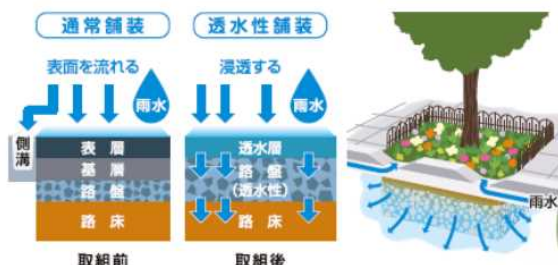 通常舗装
表面を流れる
雨水
側溝
表層
基層
路盤
路床
取組前
透水性舗装
浸透する
雨水
透水層
路盤
(透水性)
路床
取組後
雨水